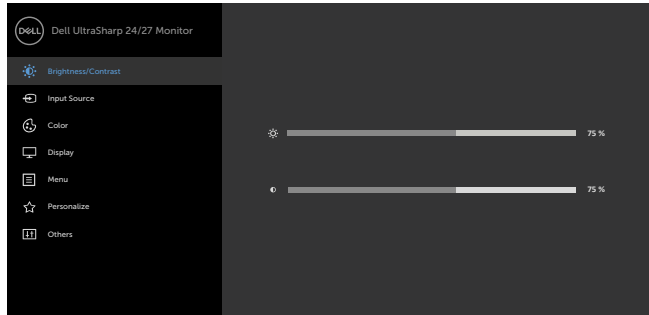 DELL
Dell UltraSharp 24/27 Monitor
Brightness/Contrast
Input Source
Color
Display
Menu
Personalize
Others
75 %
75 %